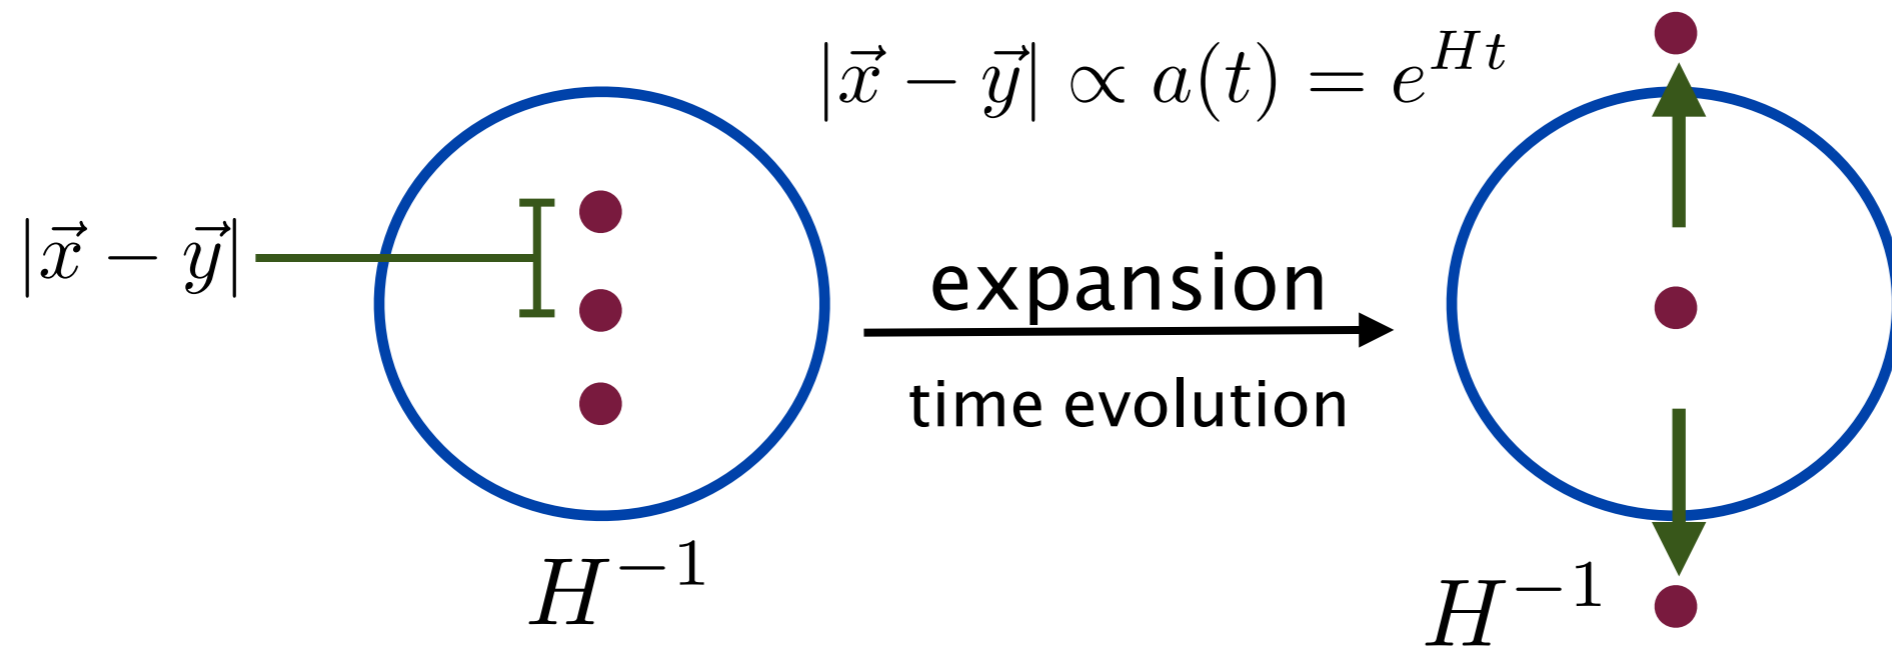 |x⃗ − y⃗| ∝ a(t) = e^{Ht}
|x⃗ − y⃗|
expansion
time evolution
H^{−1}
H^{−1}